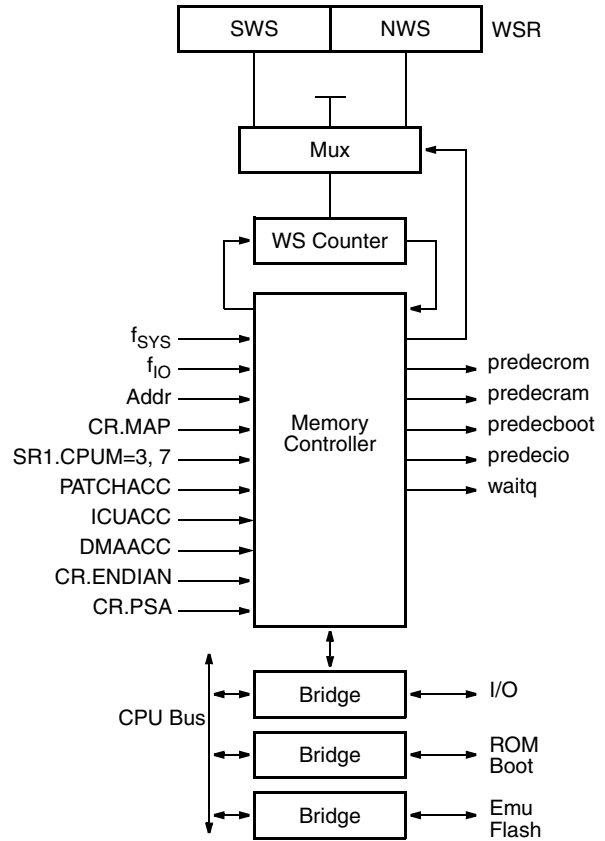 SWS NWS WSR
Mux
WS Counter
fSYS
fIO
Addr
CR.MAP
SR1.CPUM=3, 7
PATCHACC
ICUACC
DMAACC
CR.ENDIAN
CR.PSA
Memory
Controller
predecrom
predecram
predecboot
predecio
waitq
CPU Bus
Bridge I/O
Bridge ROM
Boot
Bridge Emu
Flash